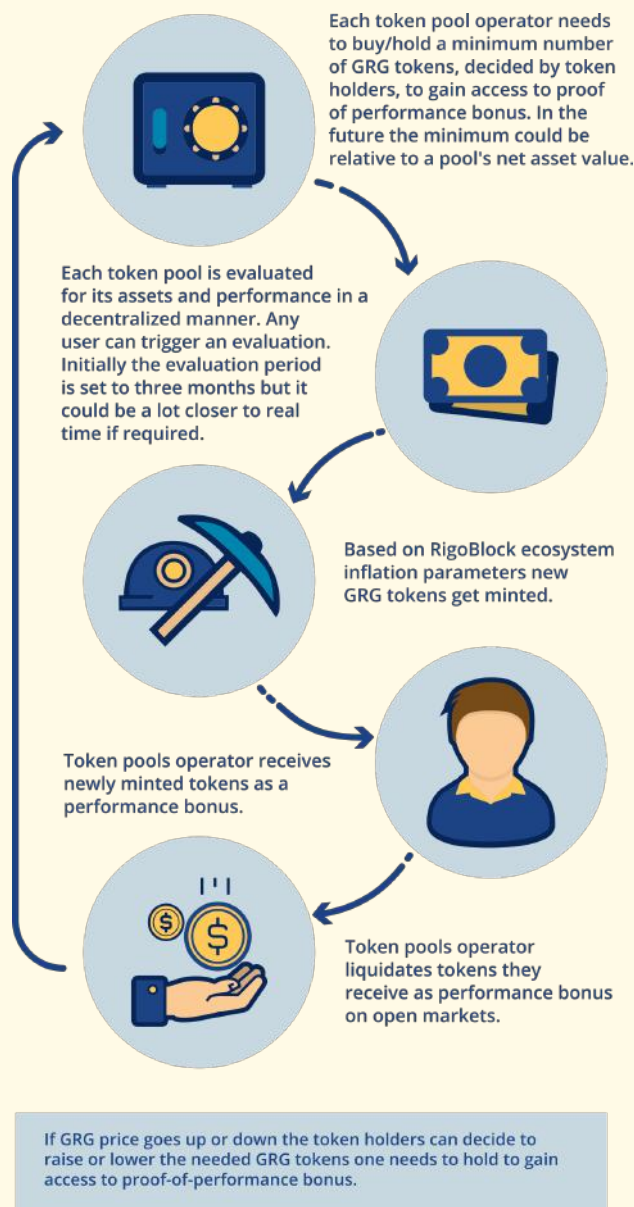 Each token pool operator needs
to buy/hold a minimum number
of GRG tokens, decided by token
holders, to gain access to proof
of performance bonus. In the
future the minimum could be
relative to a pool's net asset value.
Each token pool is evaluated
for its assets and performance in a
decentralized manner. Any
user can trigger an evaluation.
Initially the evaluation period
is set to three months but it
could be a lot closer to real
time if required.
Based on RigoBlock ecosystem
inflation parameters new
GRG tokens get minted.
Token pools operator receives
newly minted tokens as a
performance bonus.
$
$
Token pools operator
liquidates tokens they
receive as performance bonus
on open markets.
If GRG price goes up or down the token holders can decide to
raise or lower the needed GRG tokens one needs to hold to gain
access to proof-of-performance bonus.